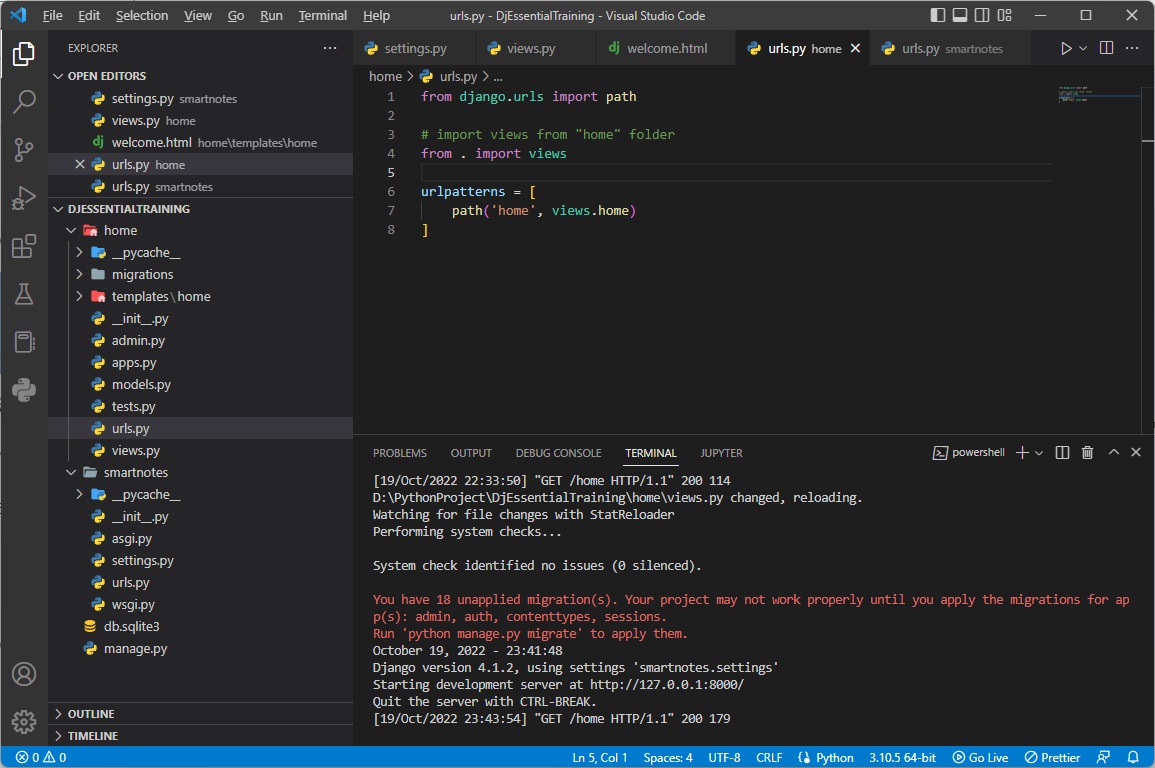 File Edit Selection View Go Run Terminal Help urls.py - DjEssentialTraining - Visual Studio Code
EXPLORER
OPEN EDITORS
settings.py smartnotes
views.py home
welcome.html home\templates\home
urls.py home
urls.py smartnotes
DJESSENTIALTRAINING
home
__pycache__
migrations
templates\home
__init__.py
admin.py
apps.py
models.py
tests.py
urls.py
views.py
smartnotes
__pycache__
__init__.py
asgi.py
settings.py
urls.py
wsgi.py
db.sqlite3
manage.py
OUTLINE
TIMELINE
settings.py views.py welcome.html urls.py home urls.py smartnotes
home > urls.py > ...
1 from django.urls import path
2
3 # import views from "home" folder
4 from . import views
5
6 urlpatterns = [
7 path('home', views.home)
8 ]
PROBLEMS OUTPUT DEBUG CONSOLE TERMINAL JUPYTER powershell
[19/Oct/2022 22:33:50] "GET /home HTTP/1.1" 200 114
D:\PythonProject\DjEssentialTraining\home\views.py changed, reloading.
Watching for file changes with StatReloader
Performing system checks...
System check identified no issues (0 silenced).
You have 18 unapplied migration(s). Your project may not work properly until you apply the migrations for ap
p(s): admin, auth, contenttypes, sessions.
Run 'python manage.py migrate' to apply them.
October 19, 2022 - 23:41:48
Django version 4.1.2, using settings 'smartnotes.settings'
Starting development server at http://127.0.0.1:8000/
Quit the server with CTRL-BREAK.
[19/Oct/2022 23:43:54] "GET /home HTTP/1.1" 200 179
0 0 Ln 5, Col 1 Spaces: 4 UTF-8 CRLF Python 3.10.5 64-bit Go Live Prettier